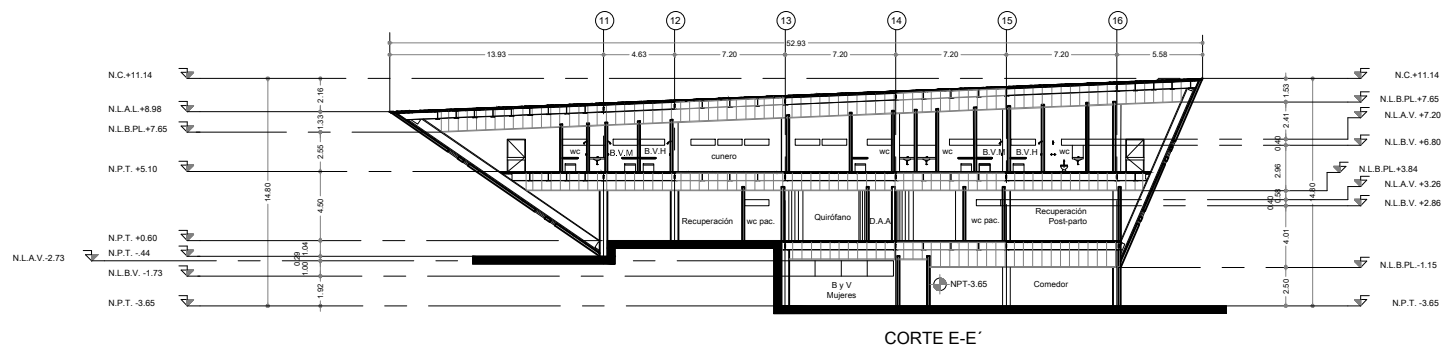 11 12 13 14 15 16
52.93
13.93 4.63 7.20 7.20 7.20 7.20 5.58
N.C.+11.14
N.L.A.L.+8.98
N.L.B.PL.+7.65
N.P.T. +5.10
N.P.T. +0.60
N.P.T. -.44
N.L.A.V.-2.73
N.L.B.V. -1.73
N.P.T. -3.65
14.80
2.16
1.33
2.55
4.50
1.04
0.29
1.00
1.92
wc B.V.M B.V.H cunero wc B.V.M B.V.H wc
Recuperación wc pac. Quirófano D.A.A wc pac. Recuperación
Post-parto
B y V
Mujeres
NPT-3.65
Comedor
1.53
2.41
0.40
2.96
0.58
0.40
4.01
2.50
14.80
N.C.+11.14
N.L.B.PL.+7.65
N.L.A.V. +7.20
N.L.B.V. +6.80
N.L.B.PL.+3.84
N.L.A.V. +3.26
N.L.B.V. +2.86
N.L.B.PL.-1.15
N.P.T. -3.65
CORTE E-E´